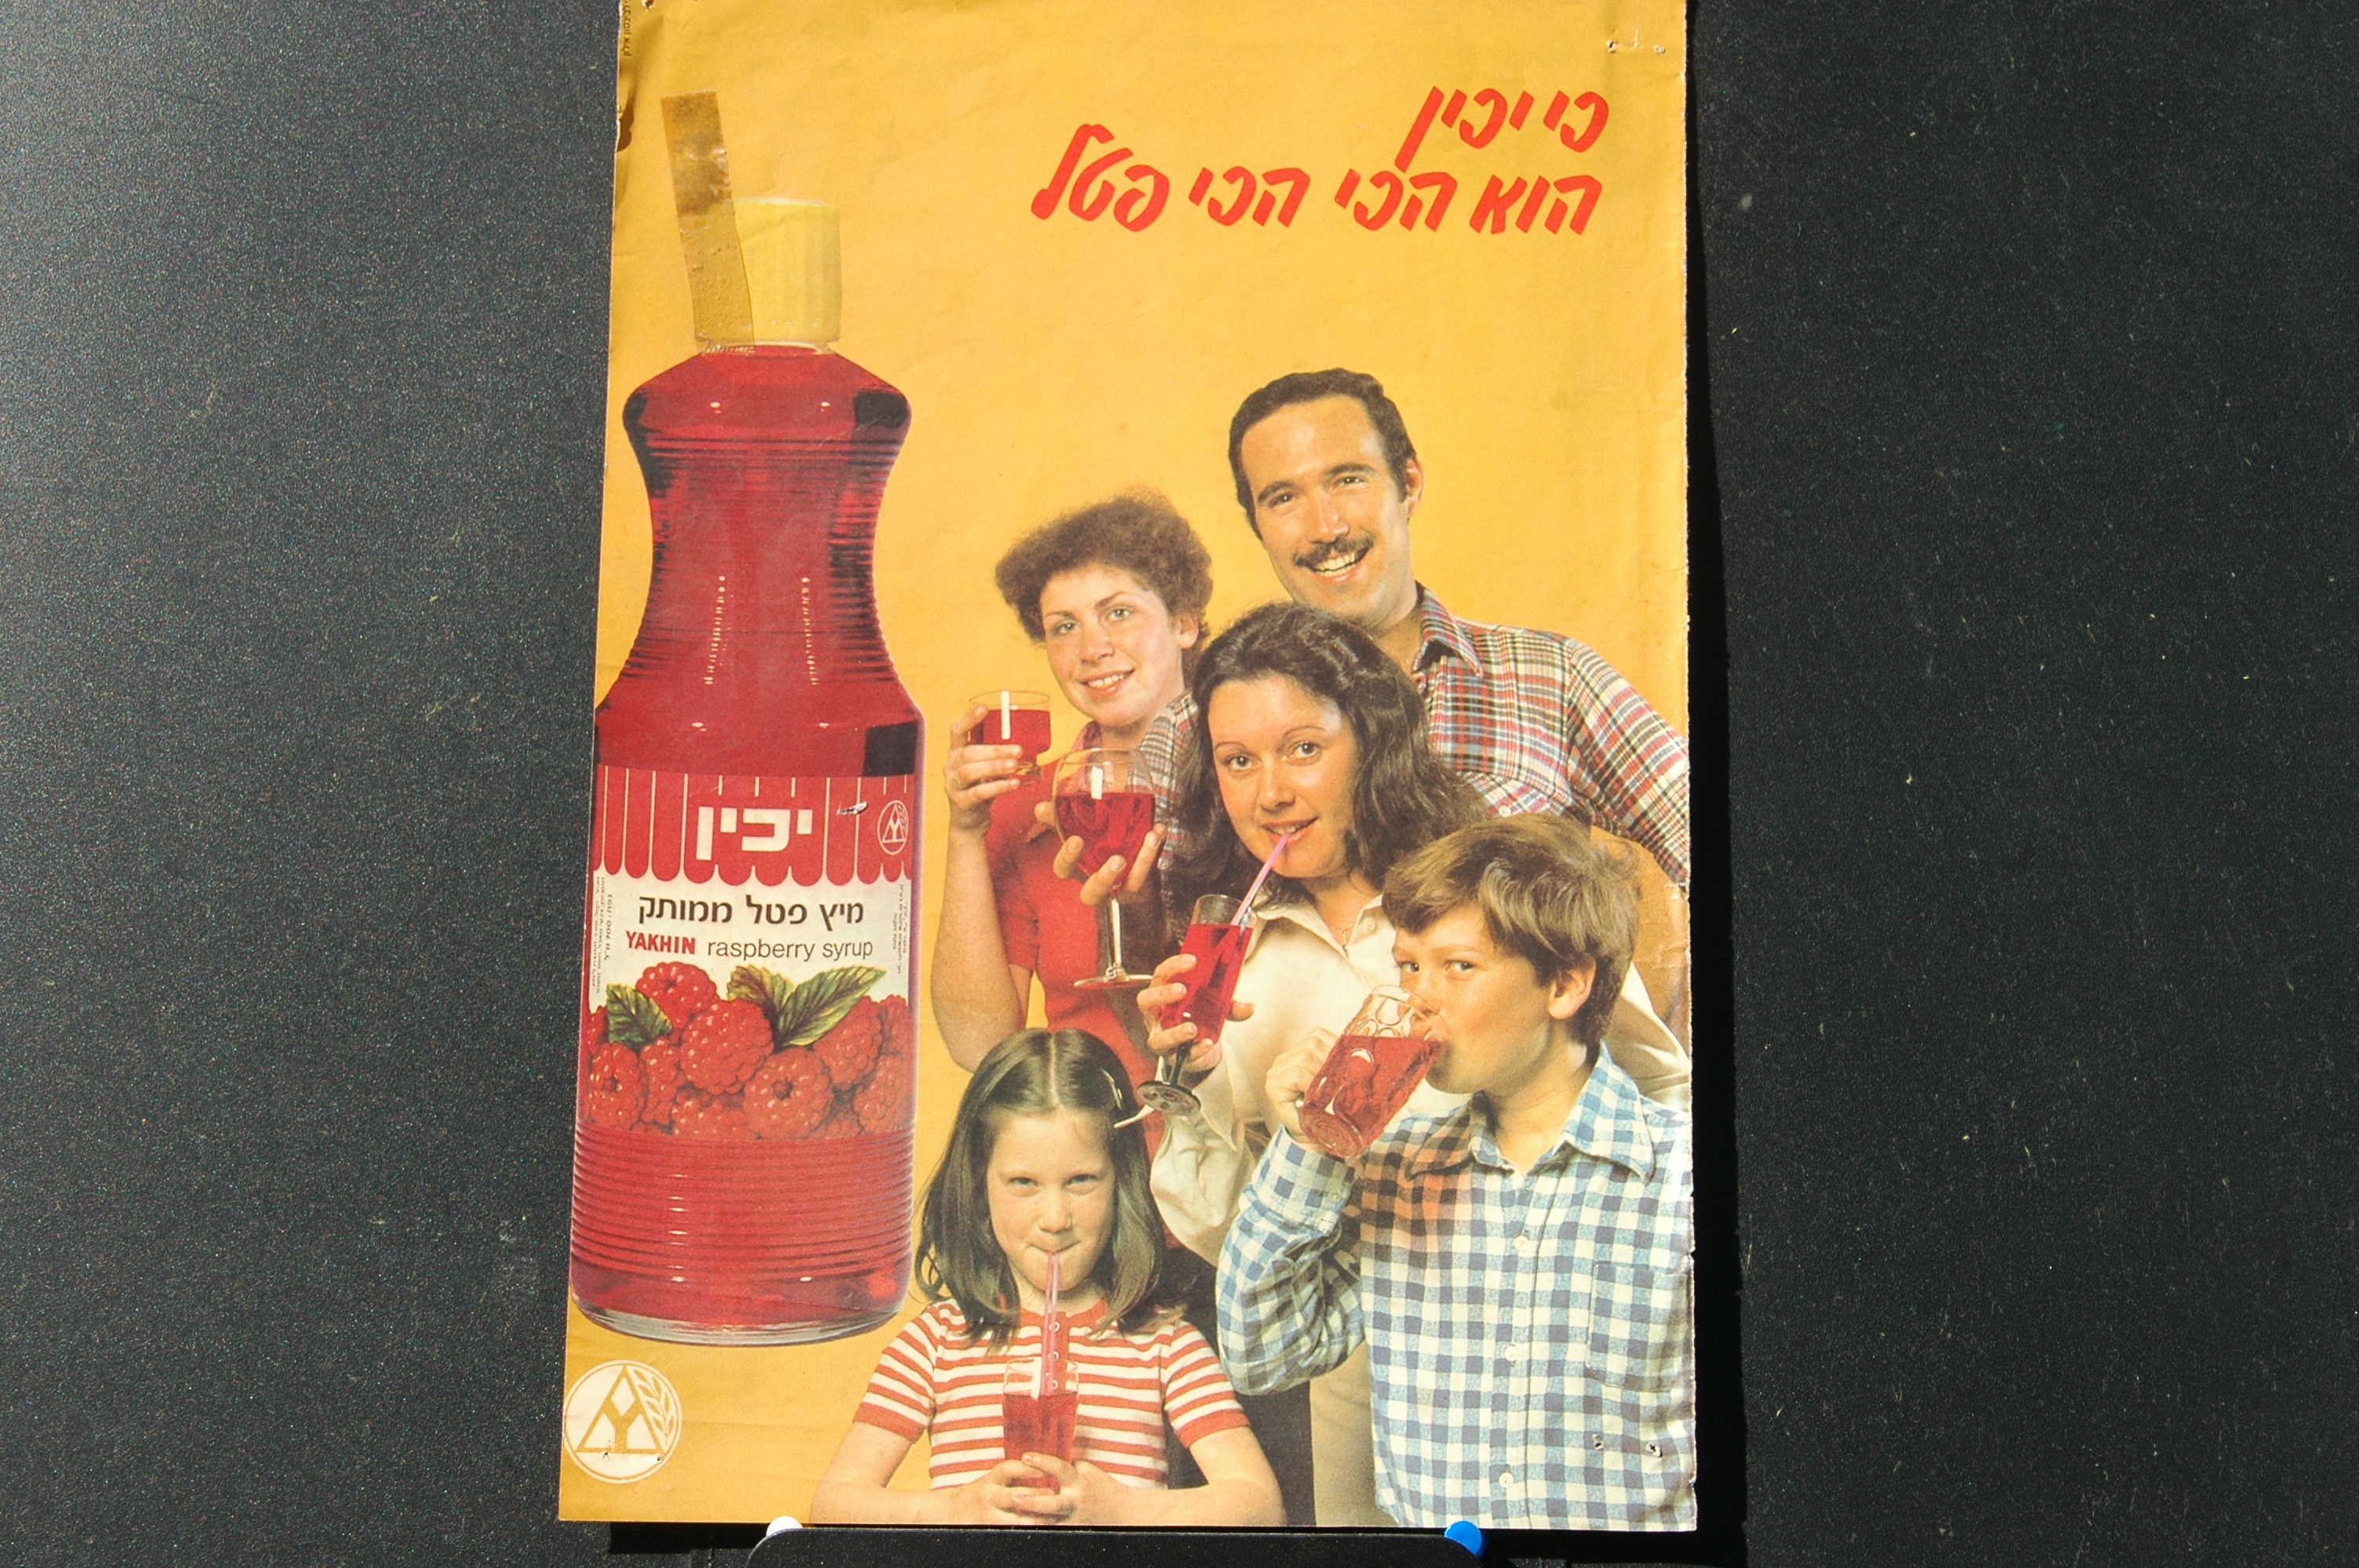 כי יכין
הוא הכי הכי פטל
יכין
מיץ פטל ממותק
YAKHIN raspberry syrup